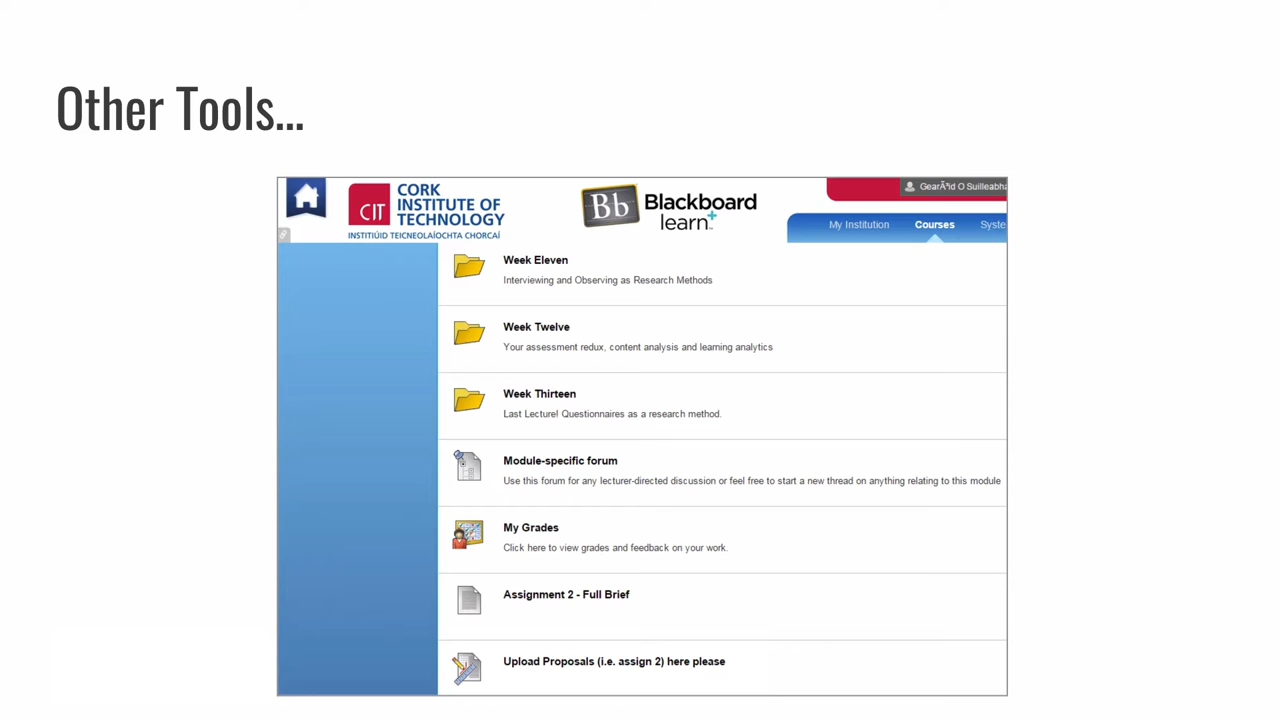 Other Tools...
CORK
INSTITUTE OF
TECHNOLOGY
CIT
INSTITIÚID TEICNEOLAÍOCHTA CHORCAÍ
Bb
Blackboard
learn+
GearÃ³id O Suilleabha
My Institution Courses Syste
Week Eleven
Interviewing and Observing as Research Methods
Week Twelve
Your assessment redux, content analysis and learning analytics
Week Thirteen
Last Lecture! Questionnaires as a research method.
Module-specific forum
Use this forum for any lecturer-directed discussion or feel free to start a new thread on anything relating to this module
My Grades
Click here to view grades and feedback on your work.
Assignment 2 - Full Brief
Upload Proposals (i.e. assign 2) here please